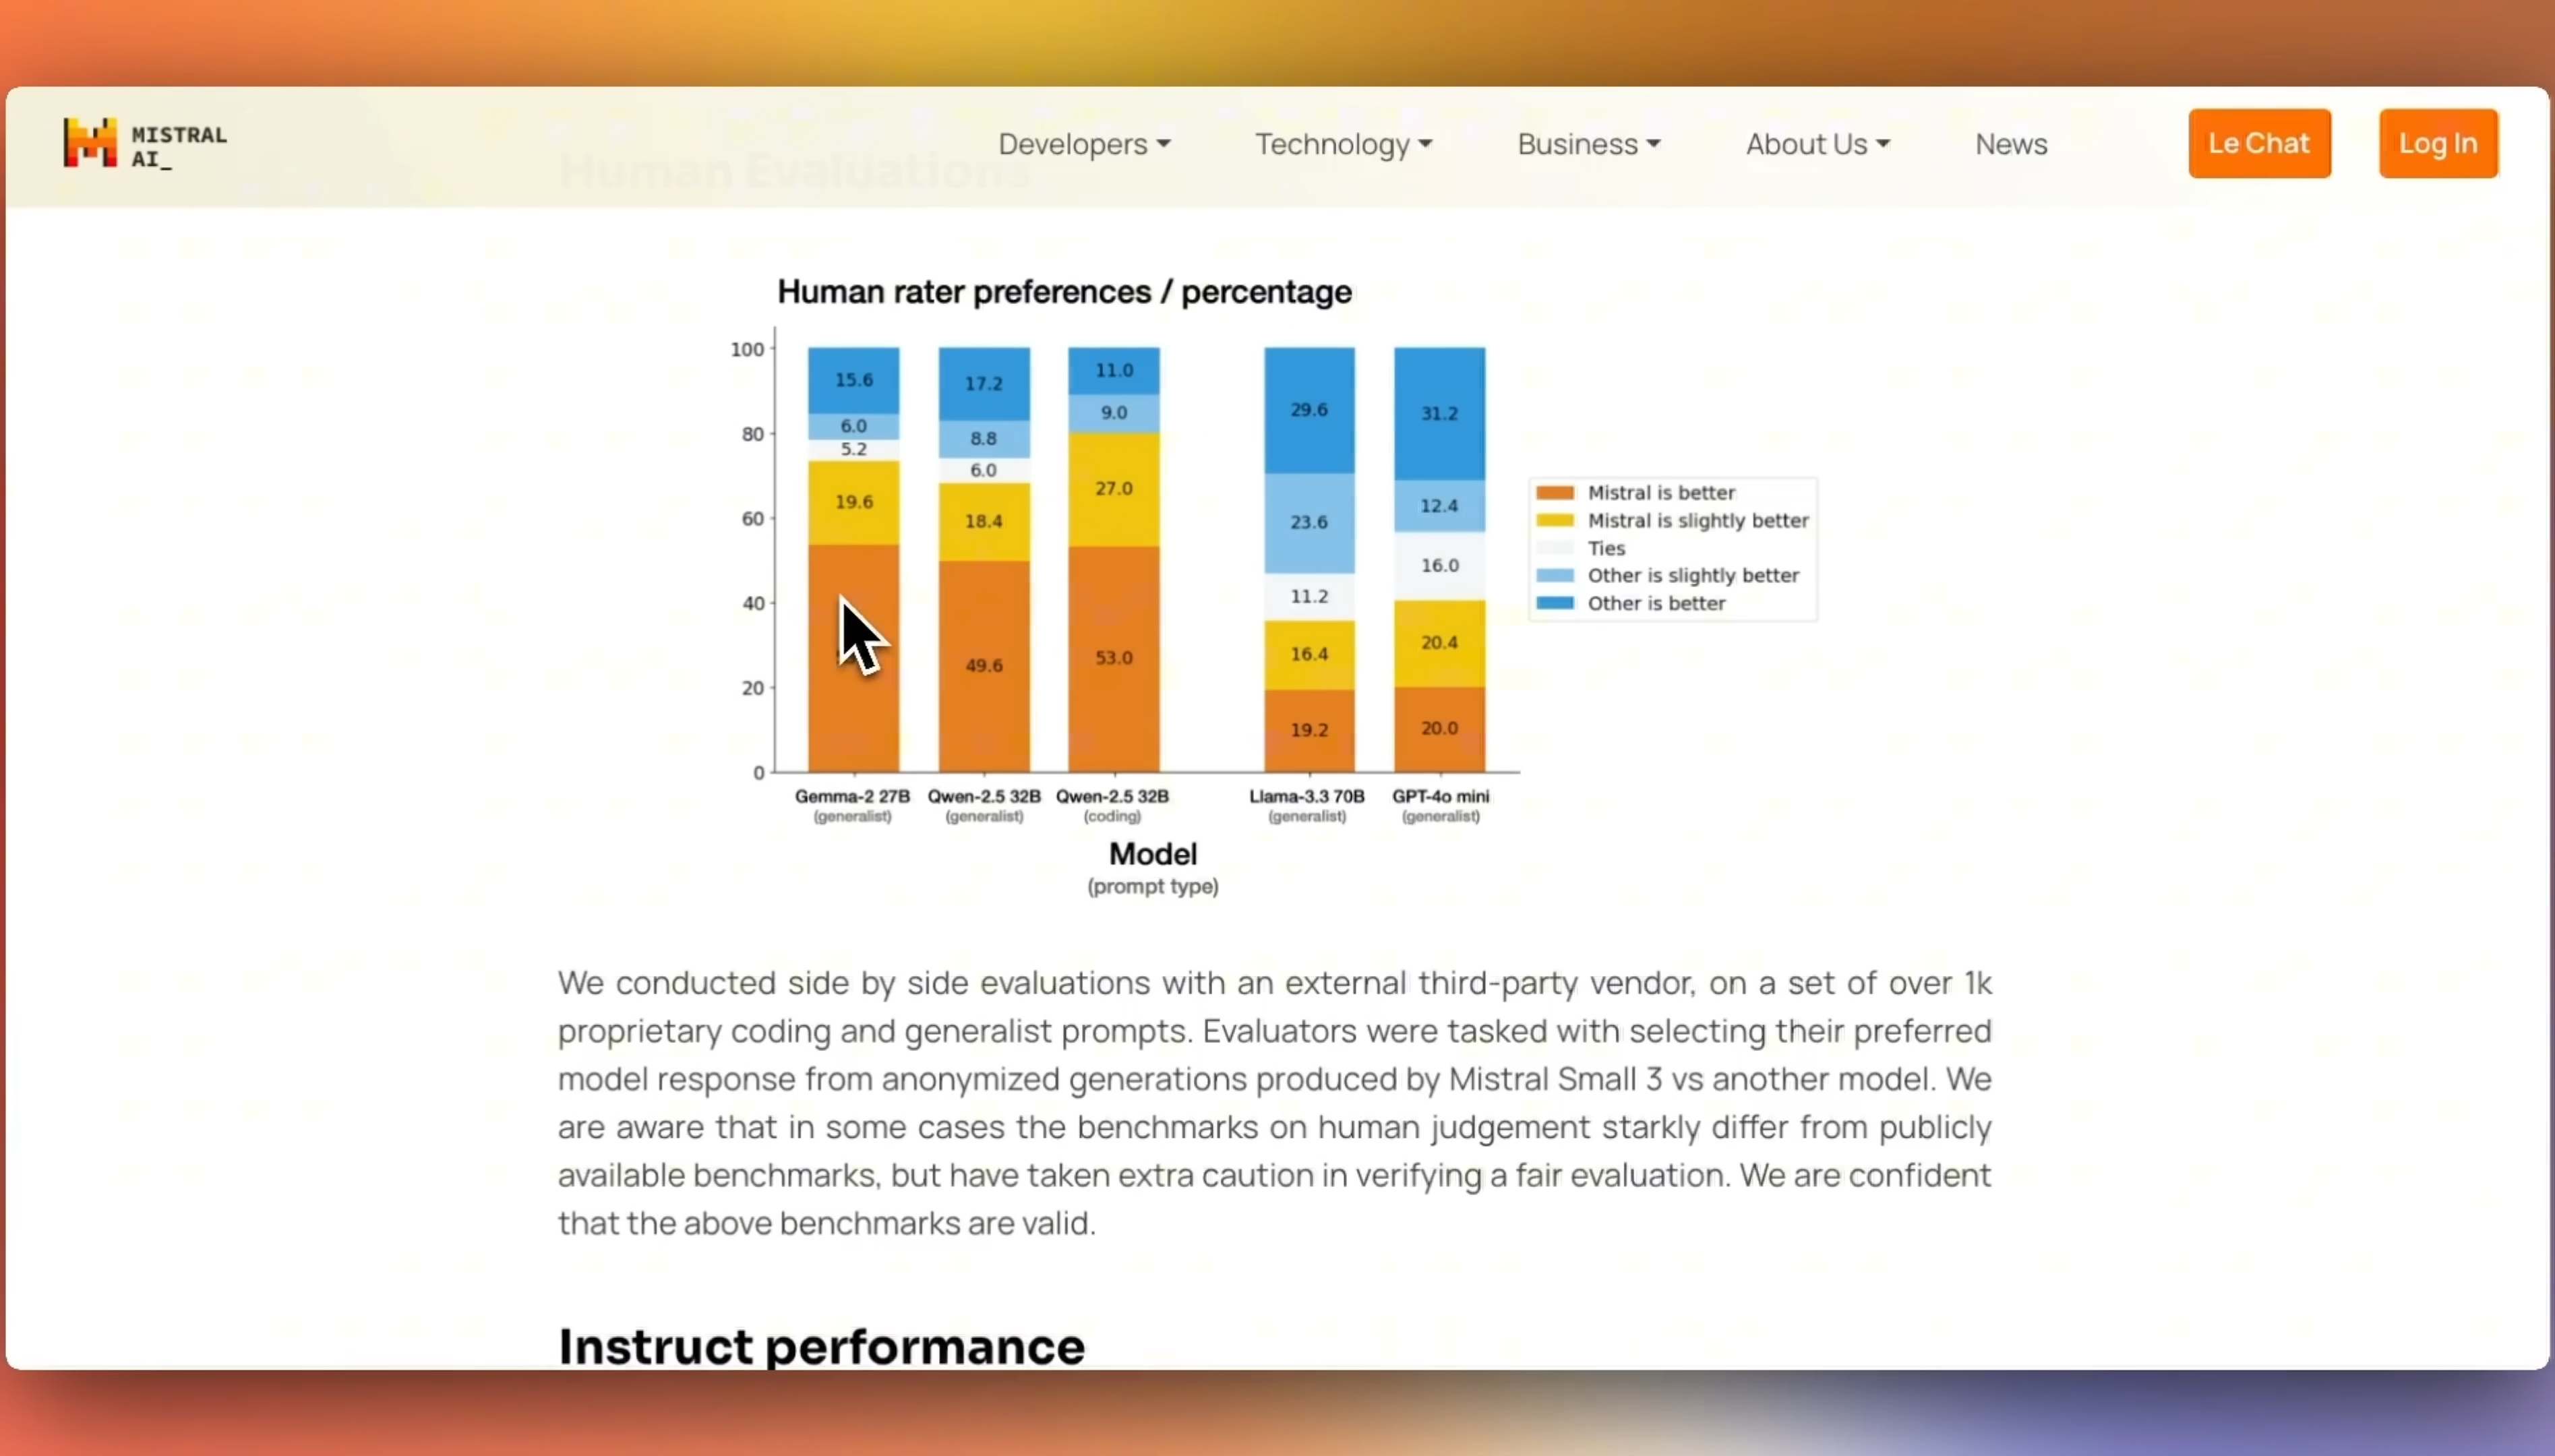 MISTRAL
AI_
Developers
Technology
Business
About Us
News
Le Chat
Log In
Human Evaluations
Human rater preferences / percentage
100
80
60
40
20
0
15.6
6.0
5.2
19.6
17.2
8.8
6.0
18.4
49.6
11.0
9.0
27.0
53.0
29.6
23.6
11.2
16.4
19.2
31.2
12.4
16.0
20.4
20.0
Mistral is better
Mistral is slightly better
Ties
Other is slightly better
Other is better
Gemma-2 27B
(generalist)
Qwen-2.5 32B
(generalist)
Qwen-2.5 32B
(coding)
Llama-3.3 70B
(generalist)
GPT-4o mini
(generalist)
Model
(prompt type)
We conducted side by side evaluations with an external third-party vendor, on a set of over 1k
proprietary coding and generalist prompts. Evaluators were tasked with selecting their preferred
model response from anonymized generations produced by Mistral Small 3 vs another model. We
are aware that in some cases the benchmarks on human judgement starkly differ from publicly
available benchmarks, but have taken extra caution in verifying a fair evaluation. We are confident
that the above benchmarks are valid.
Instruct performance